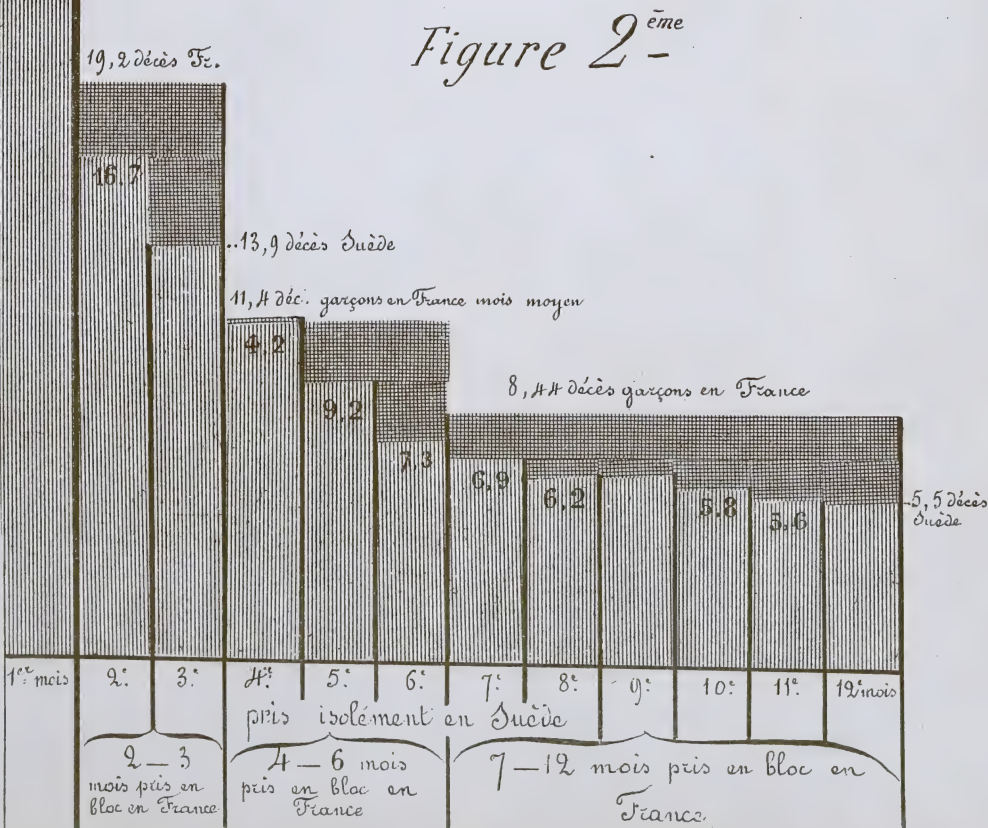 Figure 2ème
19,2 décès Fr.
16.7
..13,9 décès Suède
11,4 déc. garçons en France mois moyen
4.2
9.2
7.3
8,44 décès garçons en France
6,9
6,2
5.8
5,6
5,5 décès
Suède
1er mois 2e. 3e. 4e. 5e. 6e. 7e. 8e. 9e. 10e. 11e. 12e mois
pris isolément en Suède
2 — 3
mois pris en
bloc en France
4 — 6 mois
pris en bloc en
France
7 — 12 mois pris en bloc en
France